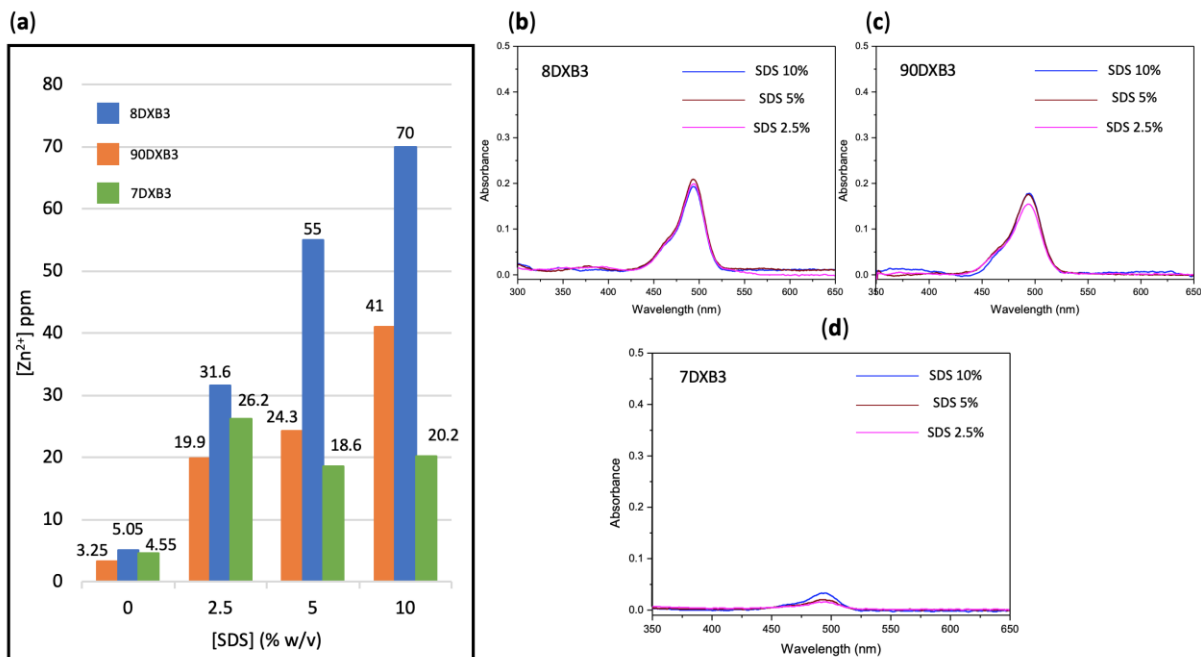 (a)
80
70
60
50
40
30
20
10
0
[Zn²⁺] ppm
8DXB3
90DXB3
7DXB3
3.25
5.05
4.55
19.9
31.6
26.2
24.3
55
18.6
41
70
20.2
0 2.5 5 10
[SDS] (% w/v)
(b)
8DXB3
SDS 10%
SDS 5%
SDS 2.5%
0.5
0.4
0.3
0.2
0.1
0.0
Absorbance
300 350 400 450 500 550 600 650
Wavelength (nm)
(c)
90DXB3
SDS 10%
SDS 5%
SDS 2.5%
0.5
0.4
0.3
0.2
0.1
0.0
Absorbance
350 400 450 500 550 600 650
Wavelength (nm)
(d)
7DXB3
SDS 10%
SDS 5%
SDS 2.5%
0.5
0.4
0.3
0.2
0.1
0.0
Absorbance
350 400 450 500 550 600 650
Wavelength (nm)